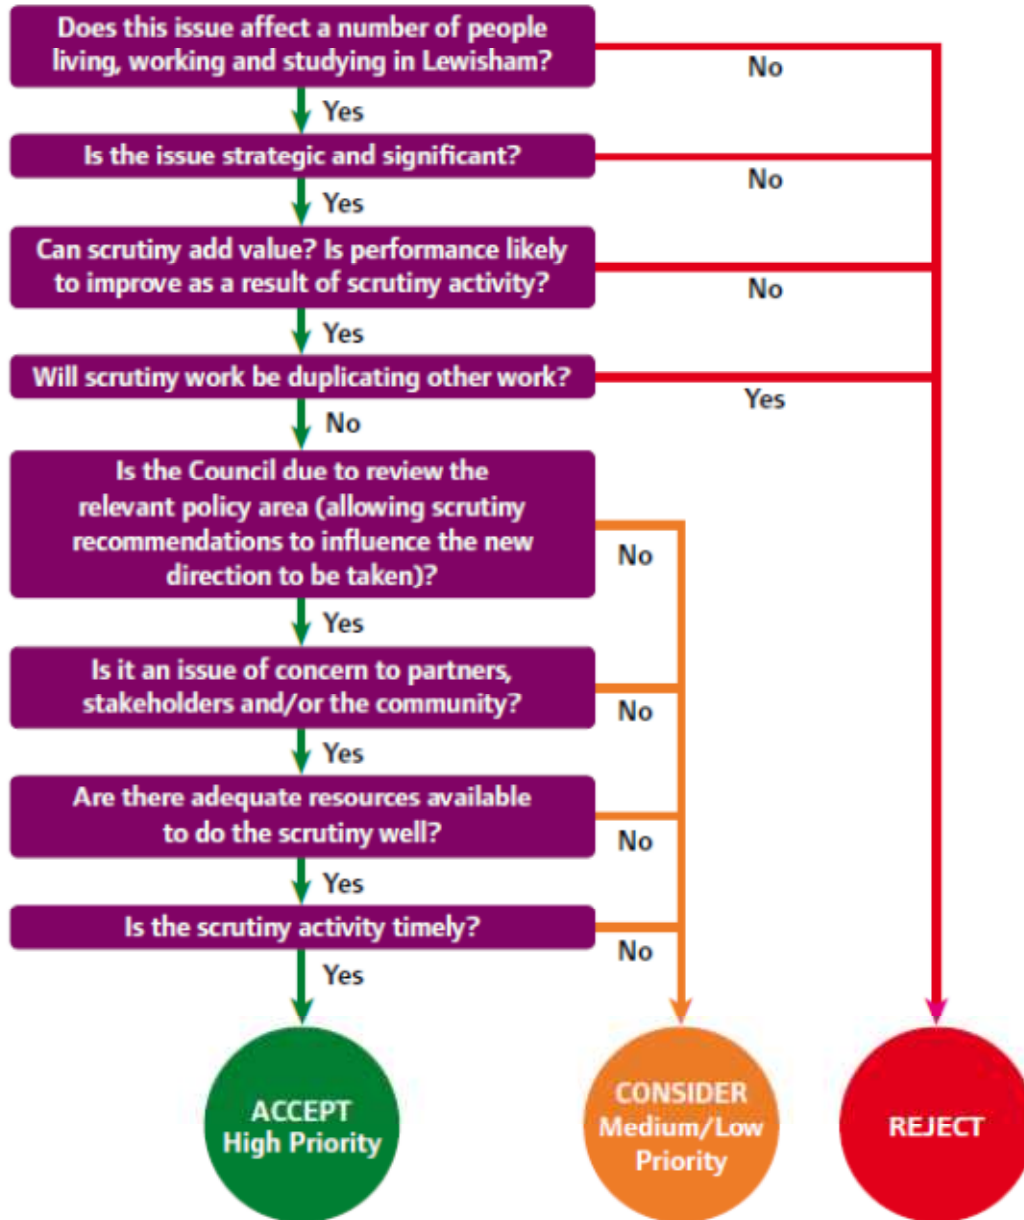 Does this issue affect a number of people
living, working and studying in Lewisham?
No
Yes
Is the issue strategic and significant?
No
Yes
Can scrutiny add value? Is performance likely
to improve as a result of scrutiny activity?
No
Yes
Will scrutiny work be duplicating other work?
Yes
No
Is the Council due to review the
relevant policy area (allowing scrutiny
recommendations to influence the new
direction to be taken)?
No
Yes
Is it an issue of concern to partners,
stakeholders and/or the community?
No
Yes
Are there adequate resources available
to do the scrutiny well?
No
Yes
Is the scrutiny activity timely?
No
Yes
ACCEPT
High Priority
CONSIDER
Medium/Low
Priority
REJECT